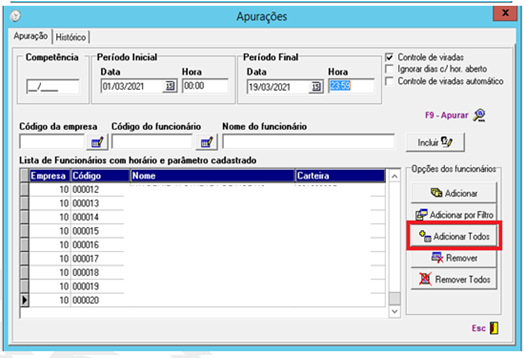 Apurações
x
Apuração Histórico
Competência Período Inicial Período Final
Data Hora Data Hora
__/____ 01/03/2021 00:00 19/03/2021 23:59
Controle de viradas
Ignorar dias c/ hor. aberto
Controle de viradas automático
F9 - Apurar
Código da empresa Código do funcionário Nome do funcionário
Incluir
Lista de Funcionários com horário e parâmetro cadastrado
Empresa Código Nome Carteira
10 000012
10 000013
10 000014
10 000015
10 000016
10 000017
10 000018
10 000019
10 000020
Opções dos funcionários
Adicionar
Adicionar por Filtro
Adicionar Todos
Remover
Remover Todos
Esc